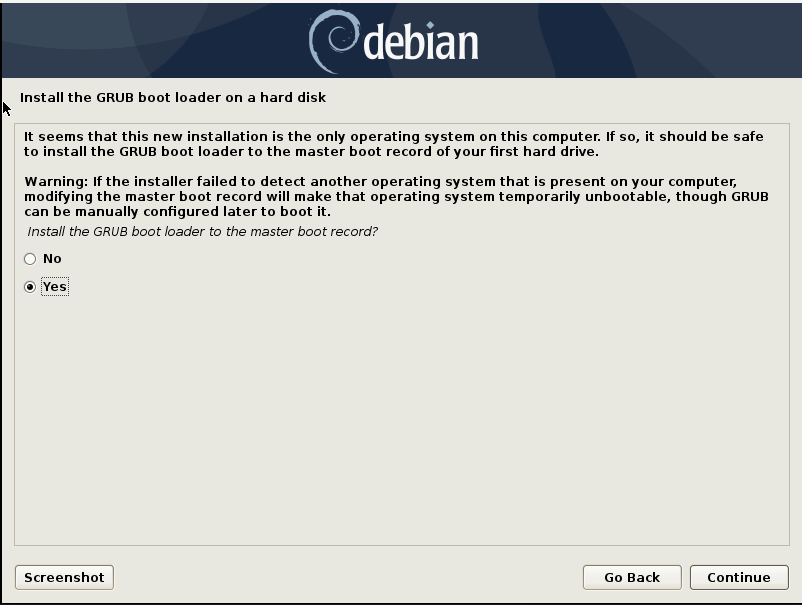 debian
Install the GRUB boot loader on a hard disk
It seems that this new installation is the only operating system on this computer. If so, it should be safe
to install the GRUB boot loader to the master boot record of your first hard drive.
Warning: If the installer failed to detect another operating system that is present on your computer,
modifying the master boot record will make that operating system temporarily unbootable, though GRUB
can be manually configured later to boot it.
Install the GRUB boot loader to the master boot record?
No
Yes
Screenshot
Go Back
Continue